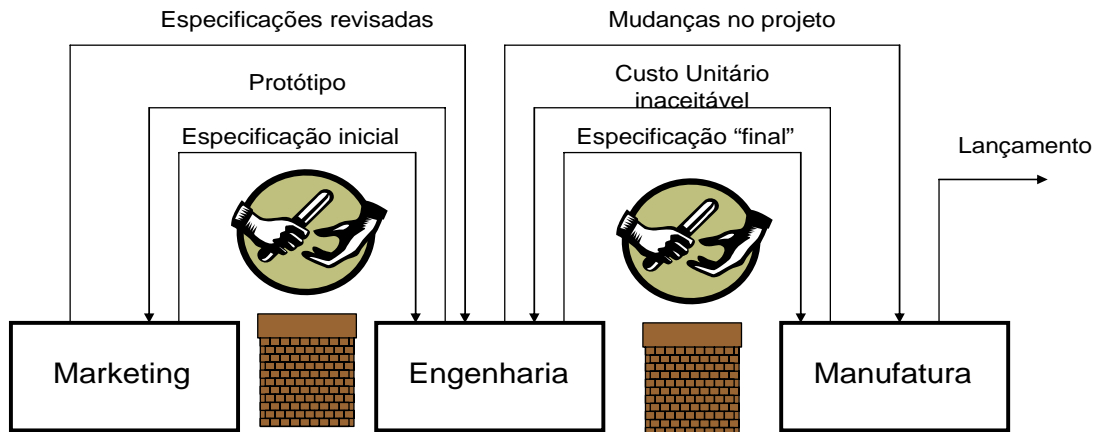 Especificações revisadas
Mudanças no projeto
Protótipo
Custo Unitário
inaceitável
Especificação inicial
Especificação “final”
Lançamento
Marketing
Engenharia
Manufatura